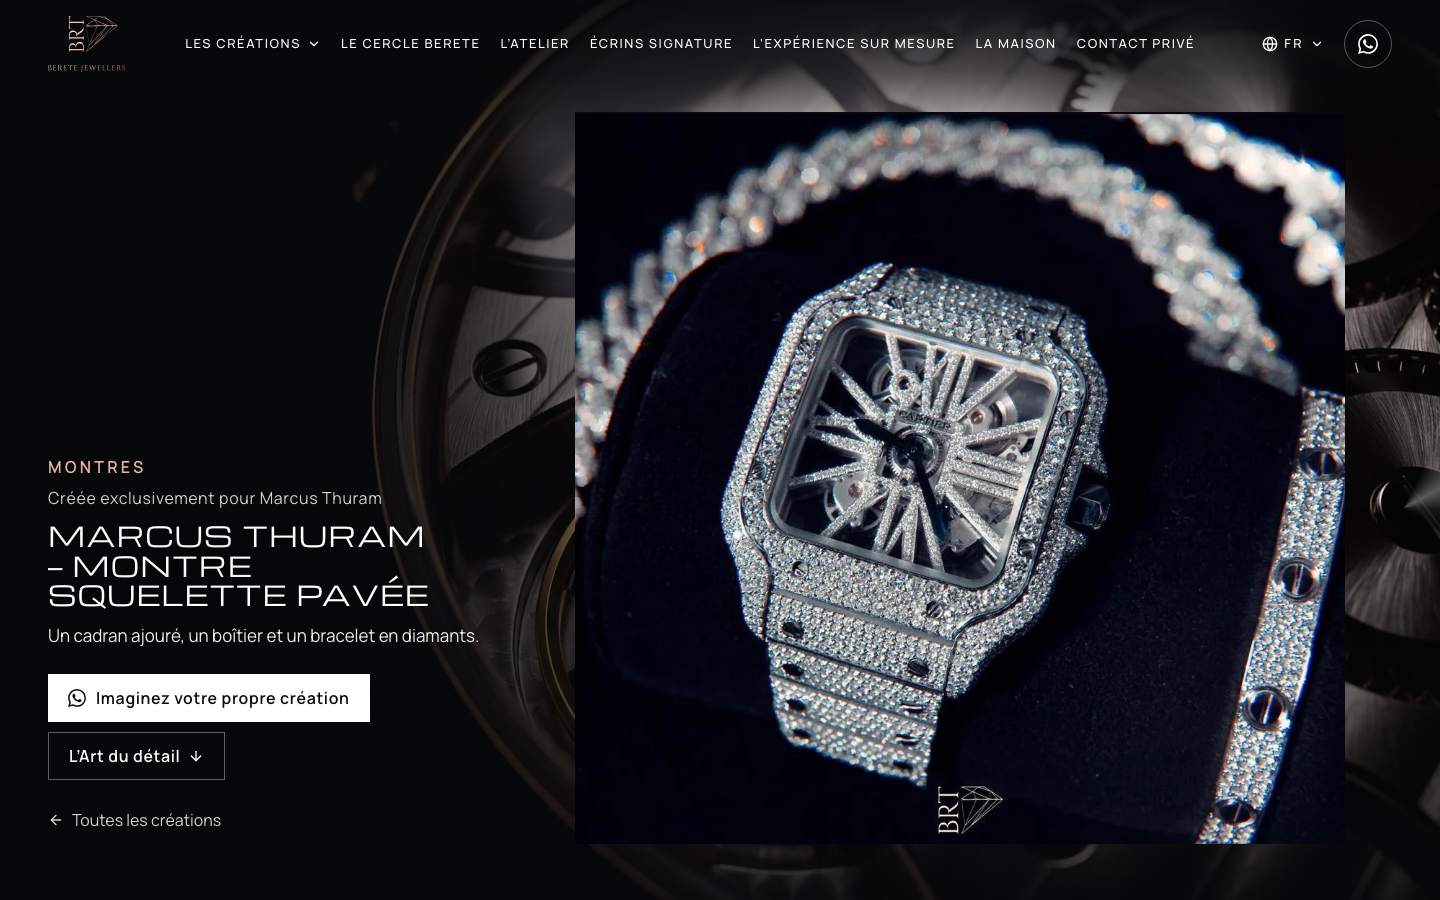 BRT
BERETE JEWELLERS
LES CRÉATIONS
LE CERCLE BERETE
L'ATELIER
ÉCRINS SIGNATURE
L'EXPÉRIENCE SUR MESURE
LA MAISON
CONTACT PRIVÉ
FR
MONTRES
Créée exclusivement pour Marcus Thuram
MARCUS THURAM
– MONTRE
SQUELETTE PAVÉE
Un cadran ajouré, un boîtier et un bracelet en diamants.
Imaginez votre propre création
L'Art du détail
Toutes les créations
CARTIER
BRT